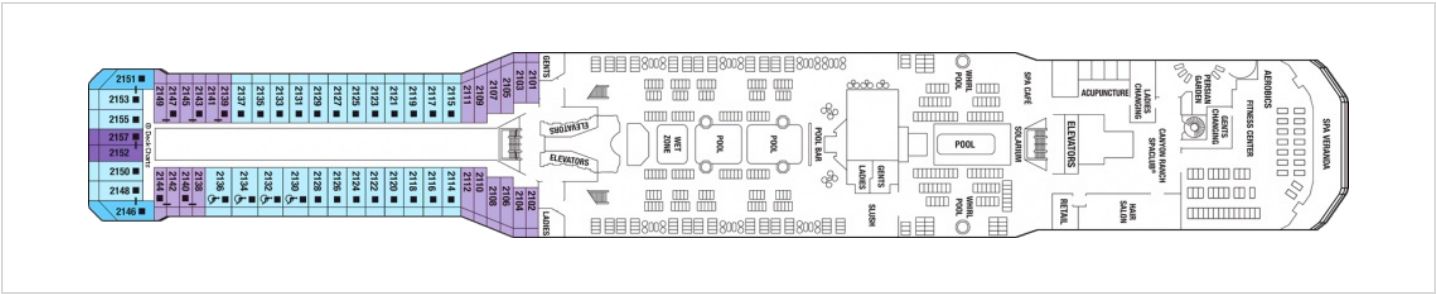 2151
2153
2155
2157
2152
2150
2148
2146
© Deck Chartz
2149
2147
2145
2143
2141
2139
2137
2135
2133
2131
2129
2127
2125
2123
2121
2119
2117
2115
2111
2109
2107
2105
2103
2101
2144
2142
2140
2138
2136
2134
2132
2130
2128
2126
2124
2122
2120
2118
2116
2114
2112
2110
2108
2106
2104
2102
GENTS
LADIES
ELEVATORS
ELEVATORS
WET
ZONE
POOL
POOL
POOL BAR
LADIES
GENTS
SLUSH
WHIRL
POOL
POOL
WHIRL
POOL
SPA CAFÉ
SOLARIUM
ELEVATORS
RETAIL
ACUPUNCTURE
LADIES
CHANGING
CANYON RANCH
SPACLUB®
HAIR
SALON
PERSIAN
GARDEN
GENTS
CHANGING
FITNESS CENTER
AEROBICS
SPA VERANDA